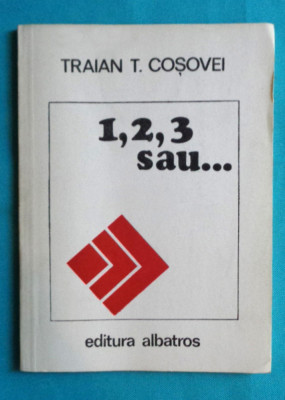 TRAIAN T. COȘOVEI
1, 2, 3
sau...
editura albatros